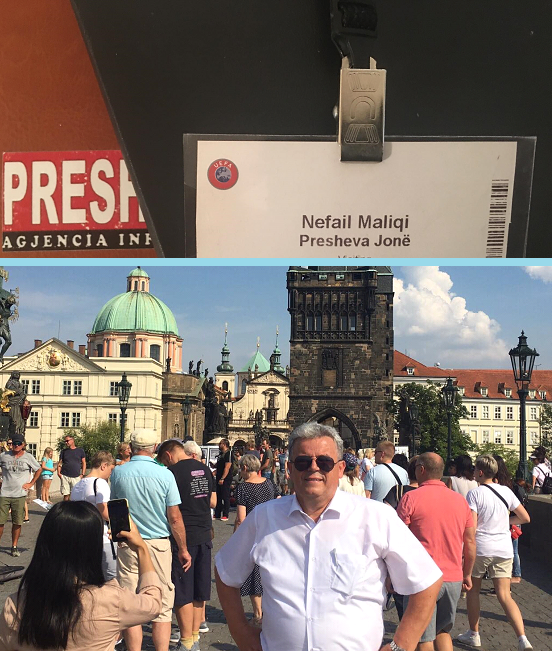 UEFA
Nefail Maliqi
Presheva Jonë
PRESH
AGJENCIA INF